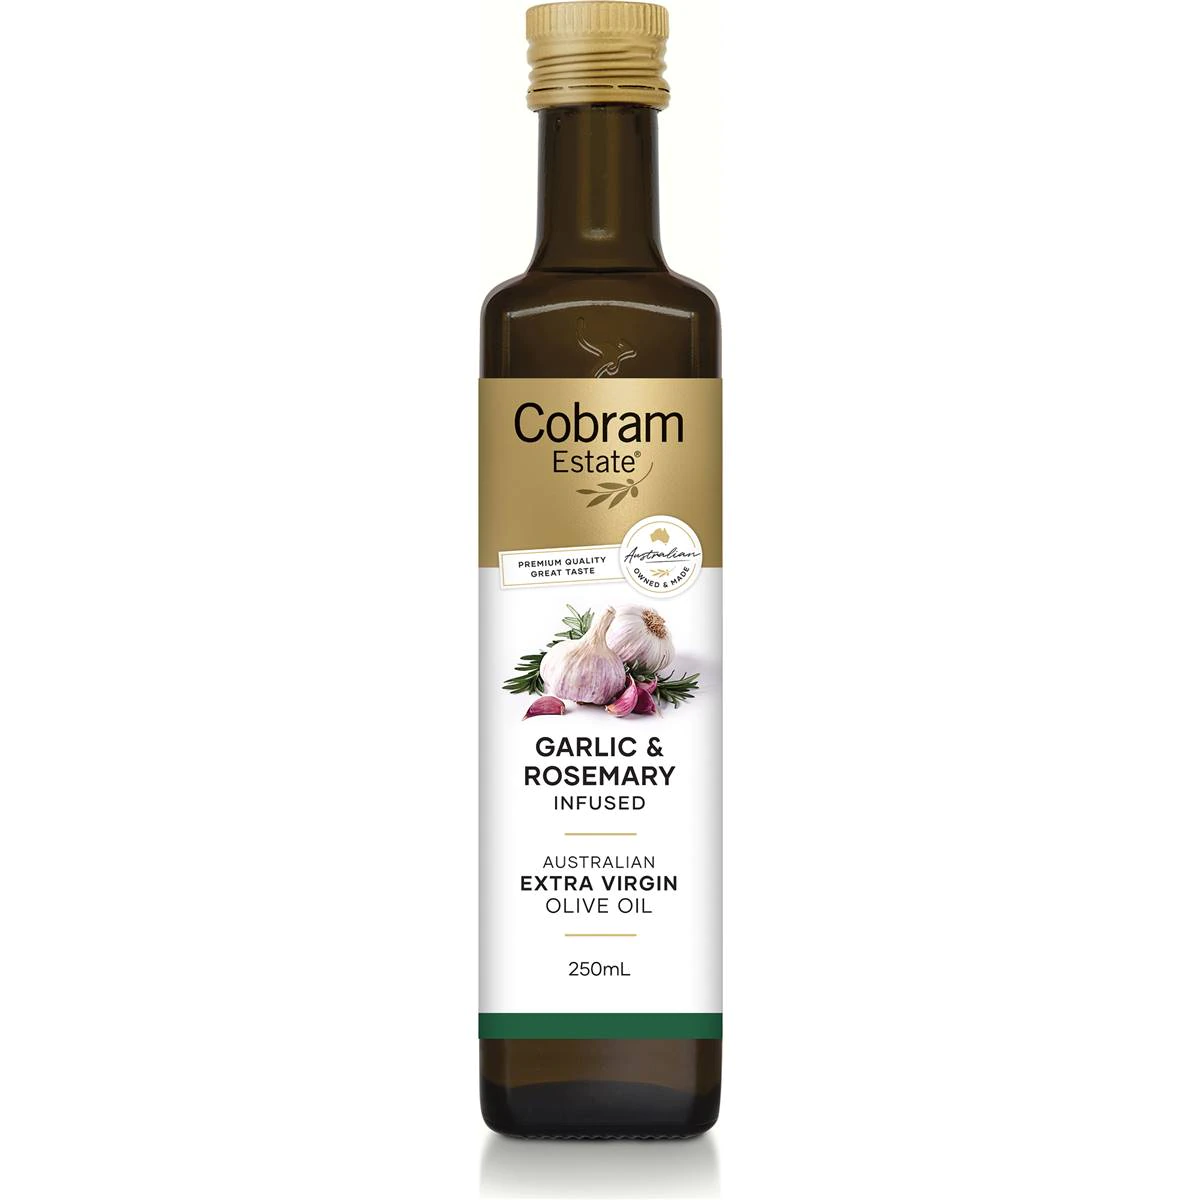 Cobram
Estate®
PREMIUM QUALITY
GREAT TASTE
Australian
OWNED & MADE
GARLIC &
ROSEMARY
INFUSED
AUSTRALIAN
EXTRA VIRGIN
OLIVE OIL
250mL